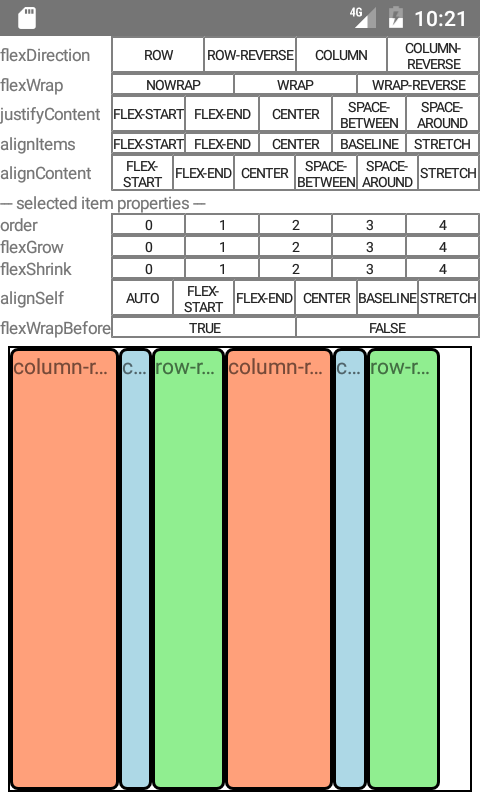 4G 10:21
flexDirection ROW ROW-REVERSE COLUMN COLUMN-
REVERSE
flexWrap NOWRAP WRAP WRAP-REVERSE
justifyContent FLEX-START FLEX-END CENTER SPACE-
BETWEEN SPACE-
AROUND
alignItems FLEX-START FLEX-END CENTER BASELINE STRETCH
alignContent FLEX-
START FLEX-END CENTER SPACE-
BETWEEN SPACE-
AROUND STRETCH
— selected item properties —
order 0 1 2 3 4
flexGrow 0 1 2 3 4
flexShrink 0 1 2 3 4
alignSelf AUTO FLEX-
START FLEX-END CENTER BASELINE STRETCH
flexWrapBefore TRUE FALSE
column-r... c... row-r... column-r... c... row-r...